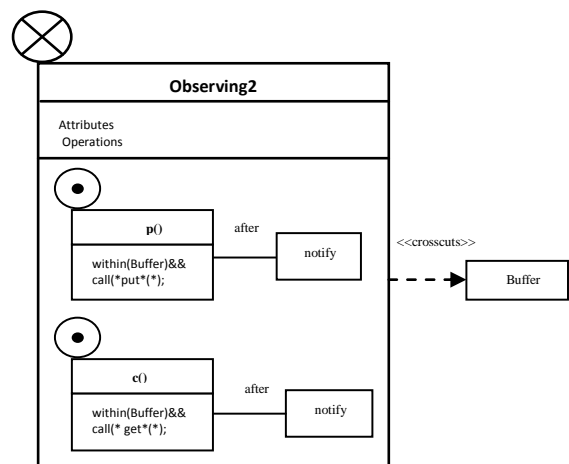 Observing2
Attributes
Operations
p()
within(Buffer)&&
call(*put*(*);
after
notify
<<crosscuts>>
Buffer
c()
within(Buffer)&&
call(* get*(*);
after
notify